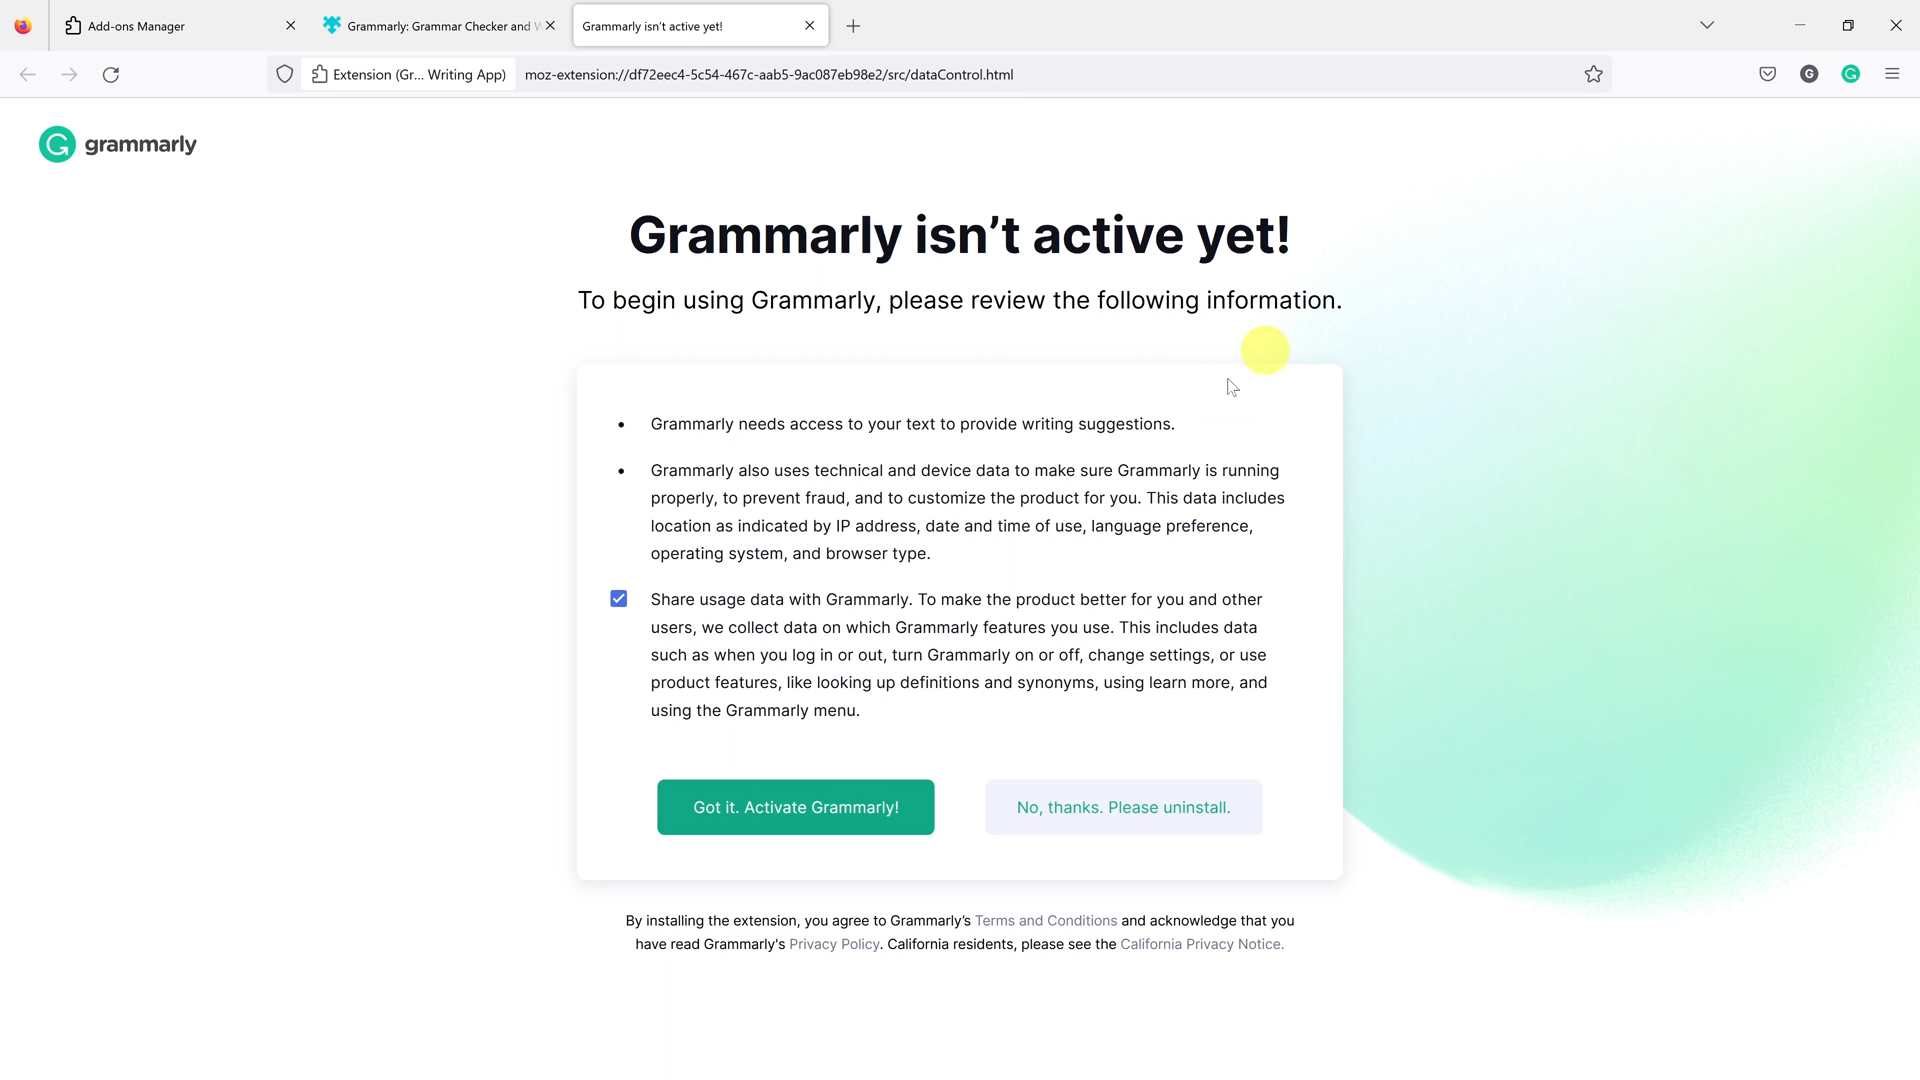 Add-ons Manager
Grammarly: Grammar Checker and W
Grammarly isn't active yet!
Extension (Gr... Writing App)
moz-extension://df72eec4-5c54-467c-aab5-9ac087eb98e2/src/dataControl.html
grammarly
Grammarly isn’t active yet!
To begin using Grammarly, please review the following information.
• Grammarly needs access to your text to provide writing suggestions.
• Grammarly also uses technical and device data to make sure Grammarly is running
properly, to prevent fraud, and to customize the product for you. This data includes
location as indicated by IP address, date and time of use, language preference,
operating system, and browser type.
Share usage data with Grammarly. To make the product better for you and other
users, we collect data on which Grammarly features you use. This includes data
such as when you log in or out, turn Grammarly on or off, change settings, or use
product features, like looking up definitions and synonyms, using learn more, and
using the Grammarly menu.
Got it. Activate Grammarly!
No, thanks. Please uninstall.
By installing the extension, you agree to Grammarly’s Terms and Conditions and acknowledge that you
have read Grammarly's Privacy Policy. California residents, please see the California Privacy Notice.